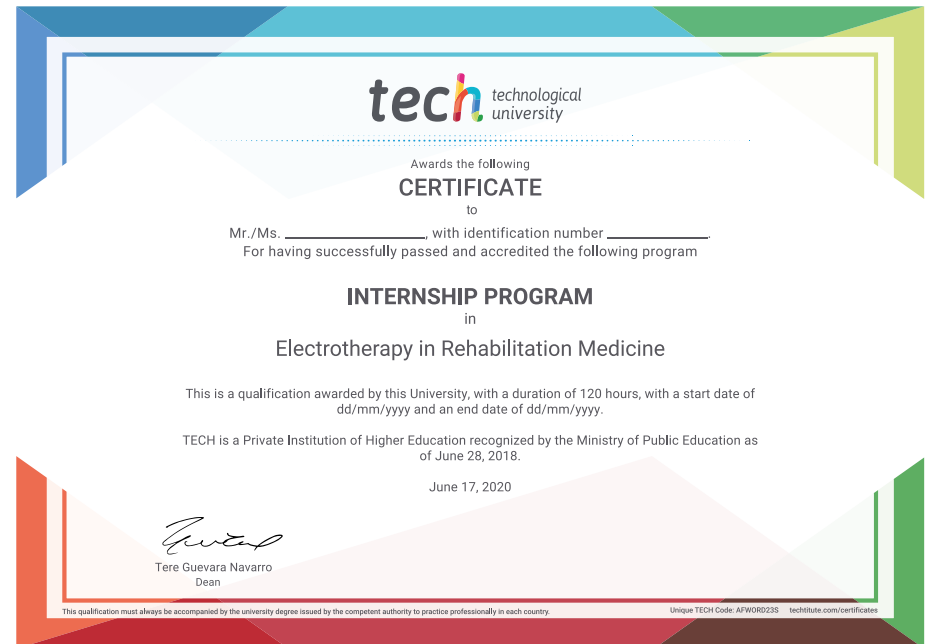 tech technological
university
Awards the following
CERTIFICATE
to
Mr./Ms. ____________________, with identification number ______________.
For having successfully passed and accredited the following program
INTERNSHIP PROGRAM
in
Electrotherapy in Rehabilitation Medicine
This is a qualification awarded by this University, with a duration of 120 hours, with a start date of
dd/mm/yyyy and an end date of dd/mm/yyyy.
TECH is a Private Institution of Higher Education recognized by the Ministry of Public Education as
of June 28, 2018.
June 17, 2020
Tere Guevara Navarro
Dean
This qualification must always be accompanied by the university degree issued by the competent authority to practice professionally in each country.
Unique TECH Code: AFWORD23S techtitute.com/certificates